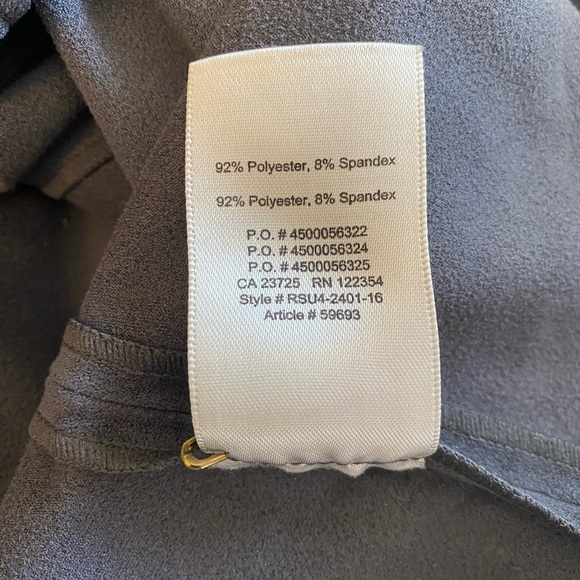 92% Polyester, 8% Spandex
92% Polyester, 8% Spandex
P.O. # 4500056322
P.O. # 4500056324
P.O. # 4500056325
CA 23725 RN 122354
Style # RSU4-2401-16
Article # 59693